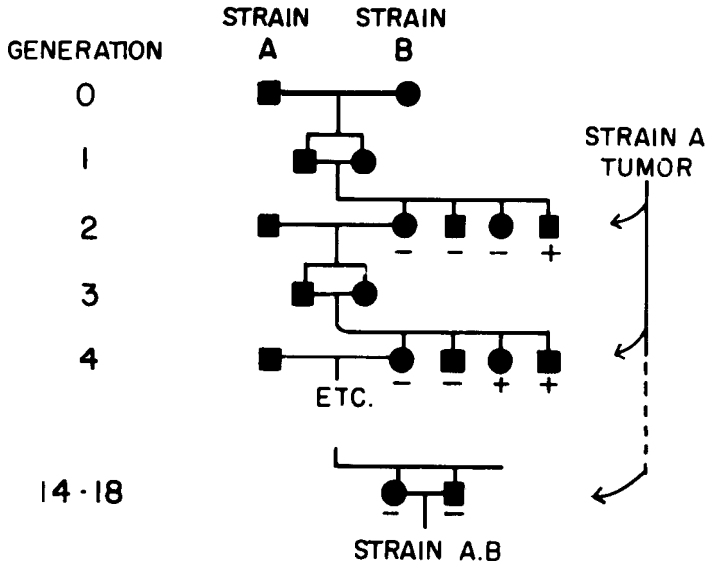 STRAIN STRAIN
GENERATION A B
0
1
STRAIN A
TUMOR
2
- - - +
3
4
- - + +
ETC.
14-18
- -
STRAIN A.B